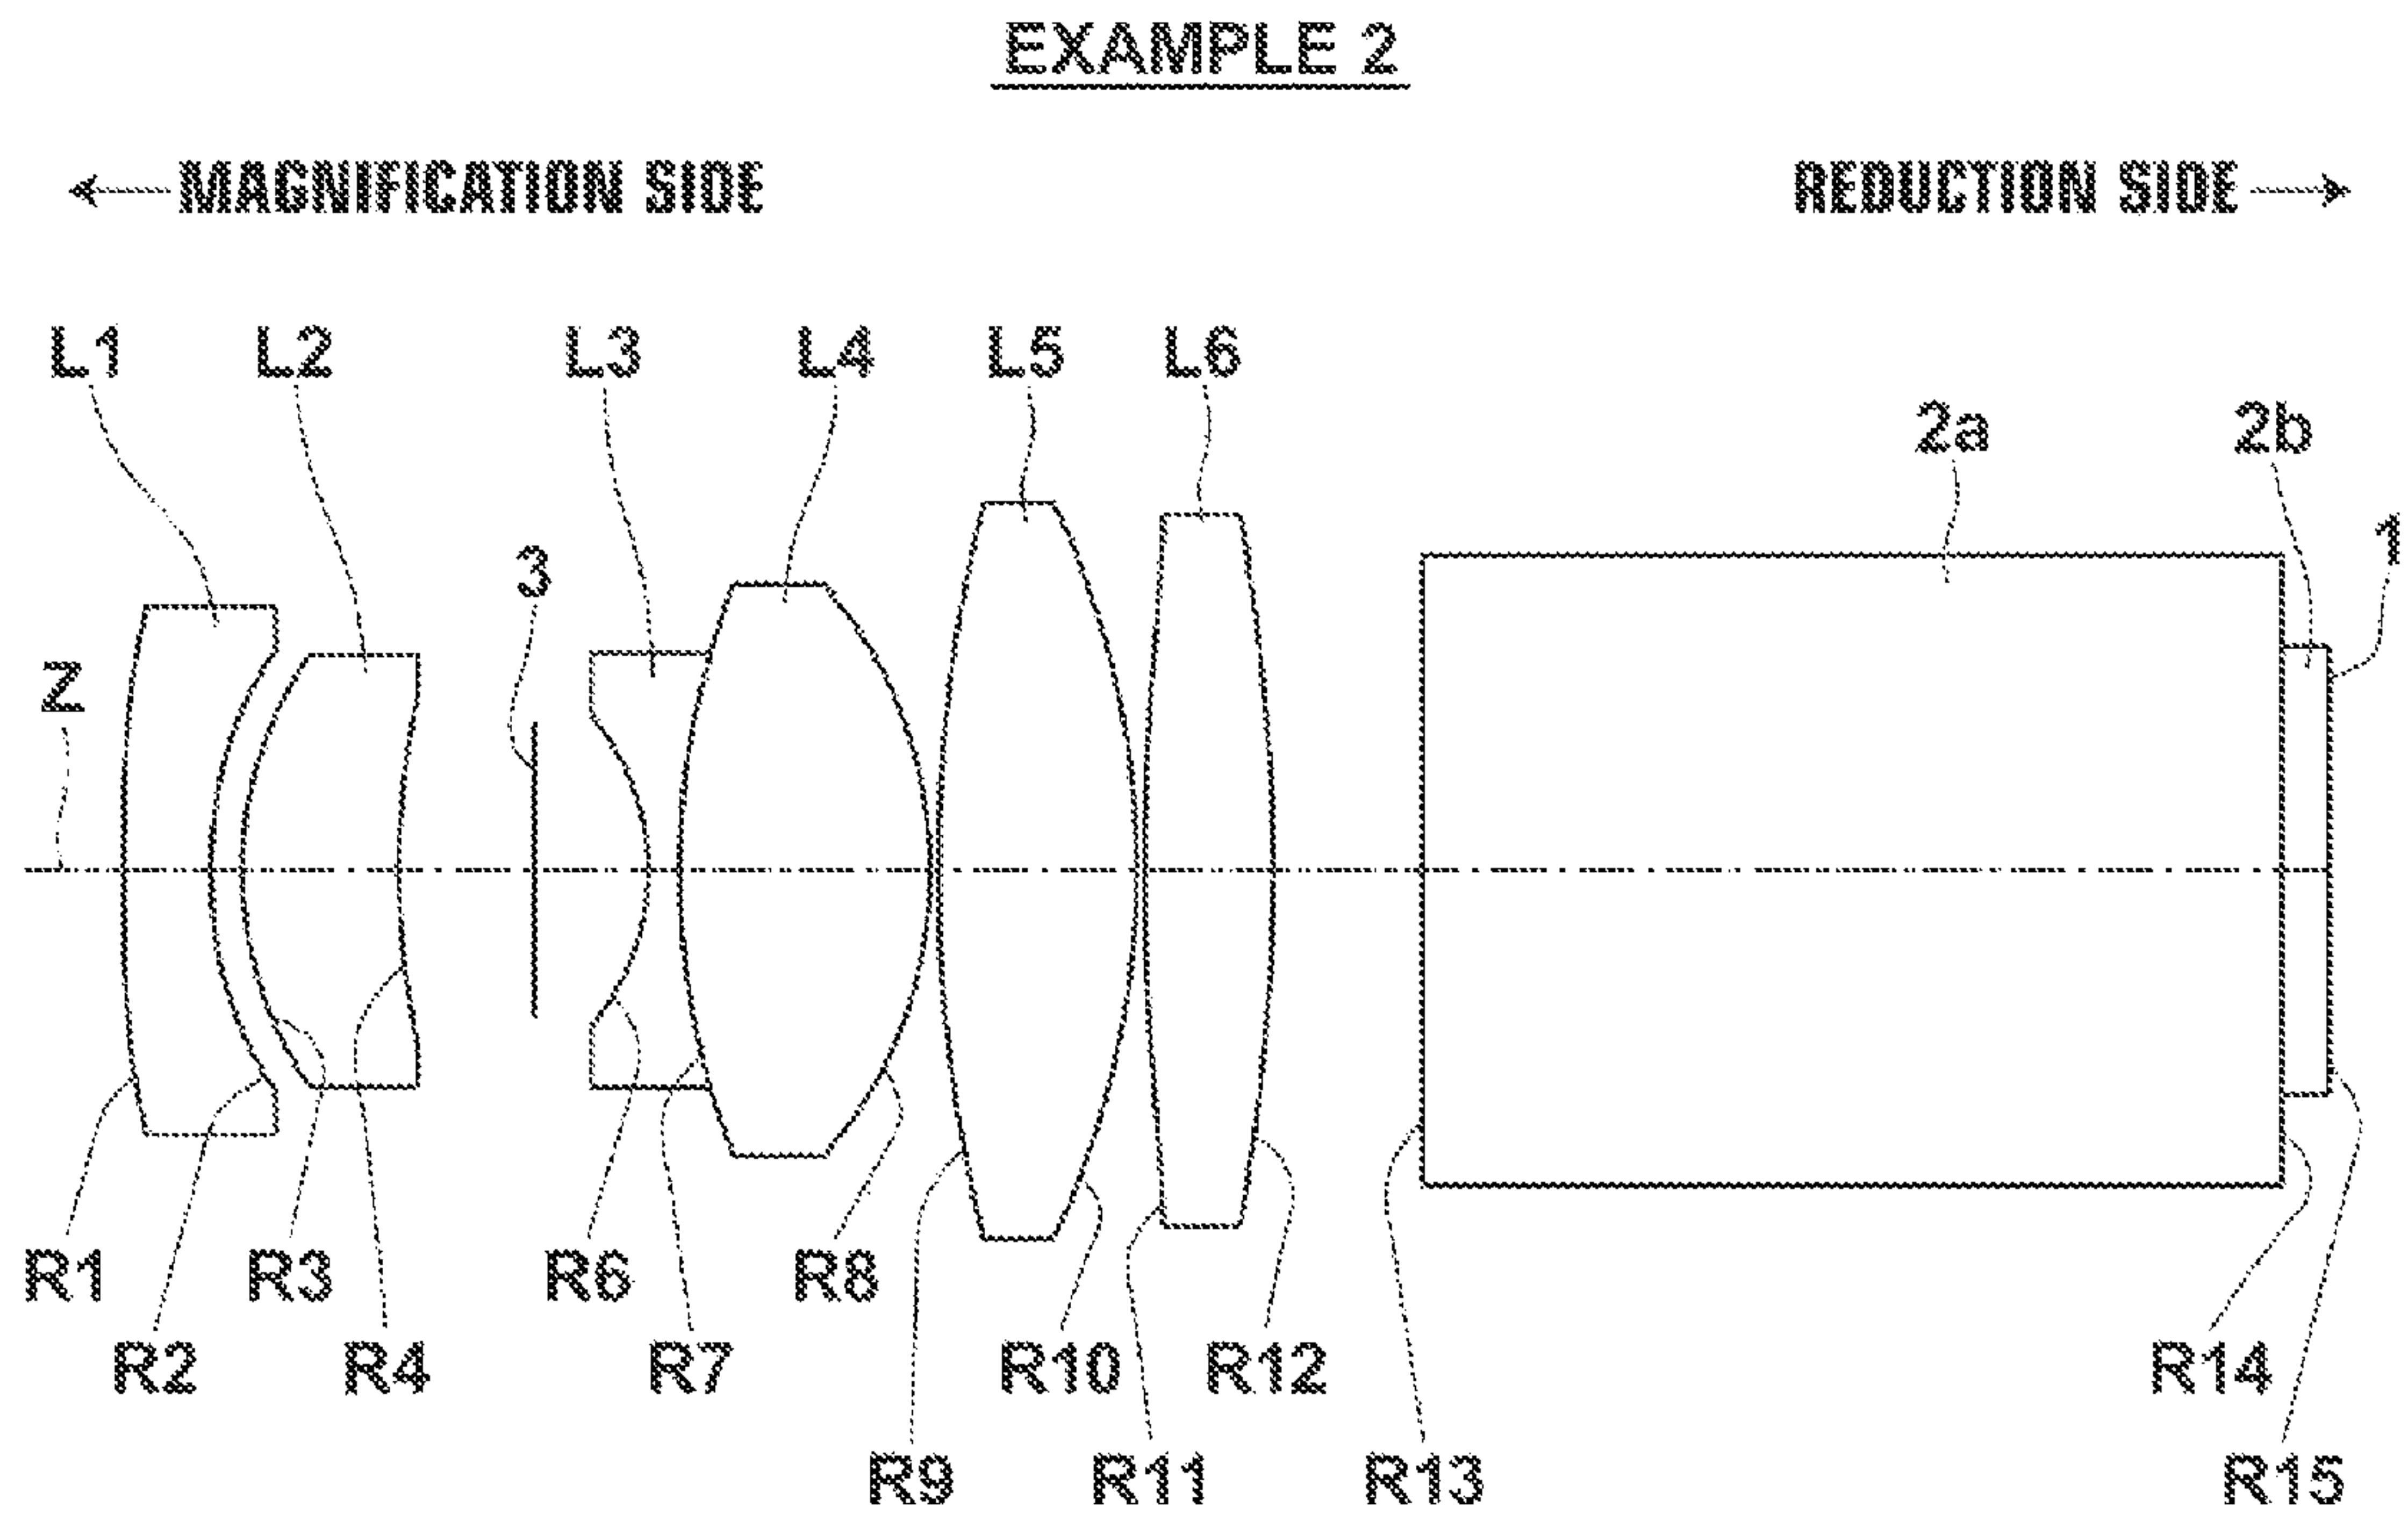 EXAMPLE 2
MAGNIFICATION SIDE REDUCTION SIDE
L1 L2 L3 L4 L5 L6
2a 2b
1
3
Z
R1 R3 R6 R8
R2 R4 R7 R10 R12 R14
R9 R11 R13 R15